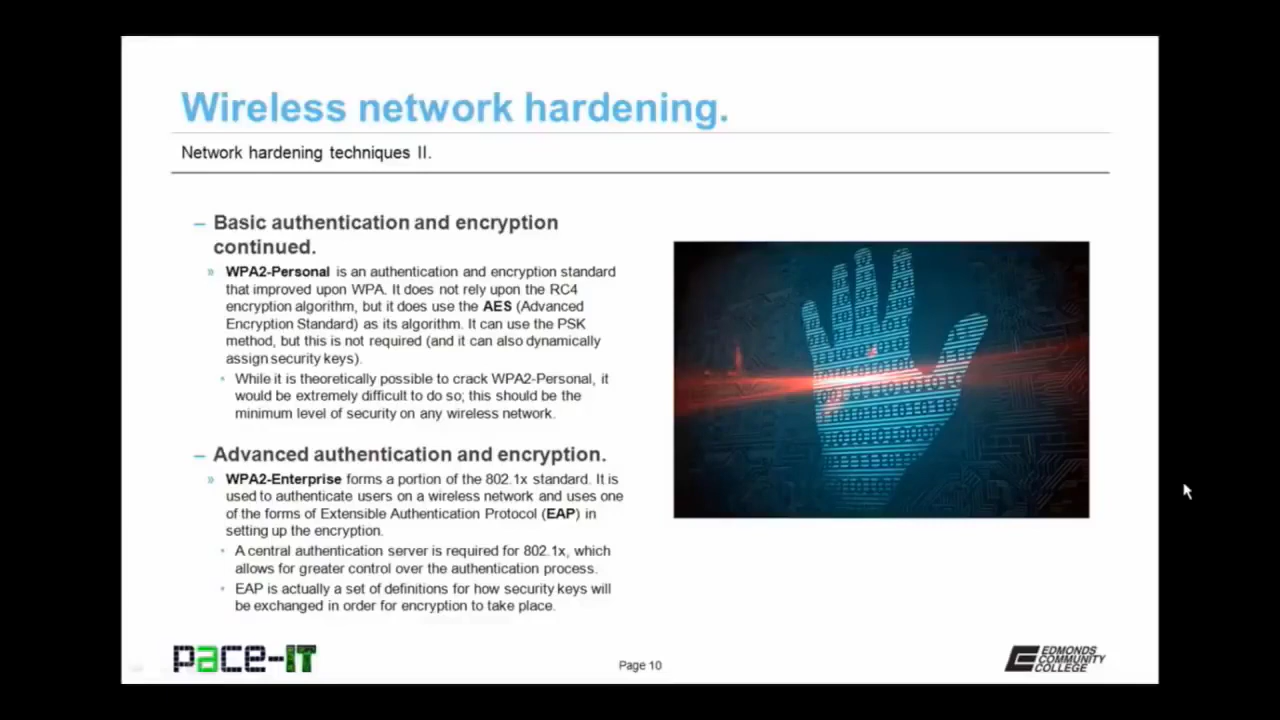 Wireless network hardening.
Network hardening techniques II.
– Basic authentication and encryption
continued.
» WPA2-Personal is an authentication and encryption standard
that improved upon WPA. It does not rely upon the RC4
encryption algorithm, but it does use the AES (Advanced
Encryption Standard) as its algorithm. It can use the PSK
method, but this is not required (and it can also dynamically
assign security keys).
• While it is theoretically possible to crack WPA2-Personal, it
would be extremely difficult to do so; this should be the
minimum level of security on any wireless network.
– Advanced authentication and encryption.
» WPA2-Enterprise forms a portion of the 802.1x standard. It is
used to authenticate users on a wireless network and uses one
of the forms of Extensible Authentication Protocol (EAP) in
setting up the encryption.
• A central authentication server is required for 802.1x, which
allows for greater control over the authentication process.
• EAP is actually a set of definitions for how security keys will
be exchanged in order for encryption to take place.
pace-IT
Page 10
EDMONDS
COMMUNITY
COLLEGE